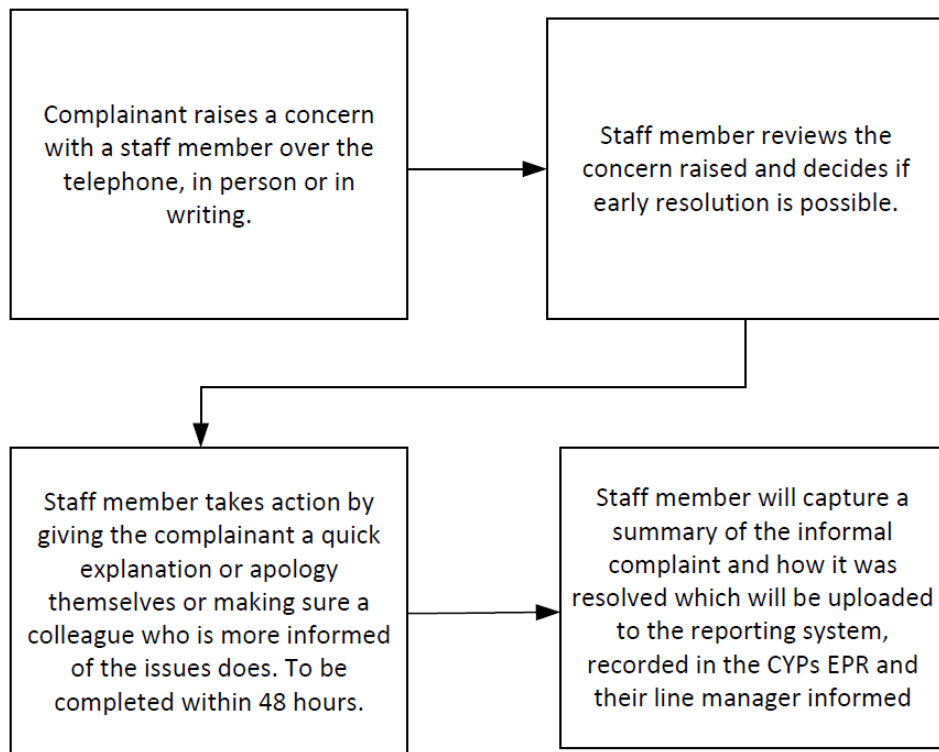 Complainant raises a concern
with a staff member over the
telephone, in person or in
writing.
Staff member reviews the
concern raised and decides if
early resolution is possible.
Staff member takes action by
giving the complainant a quick
explanation or apology
themselves or making sure a
colleague who is more informed
of the issues does. To be
completed within 48 hours.
Staff member will capture a
summary of the informal
complaint and how it was
resolved which will be uploaded
to the reporting system,
recorded in the CYPs EPR and
their line manager informed